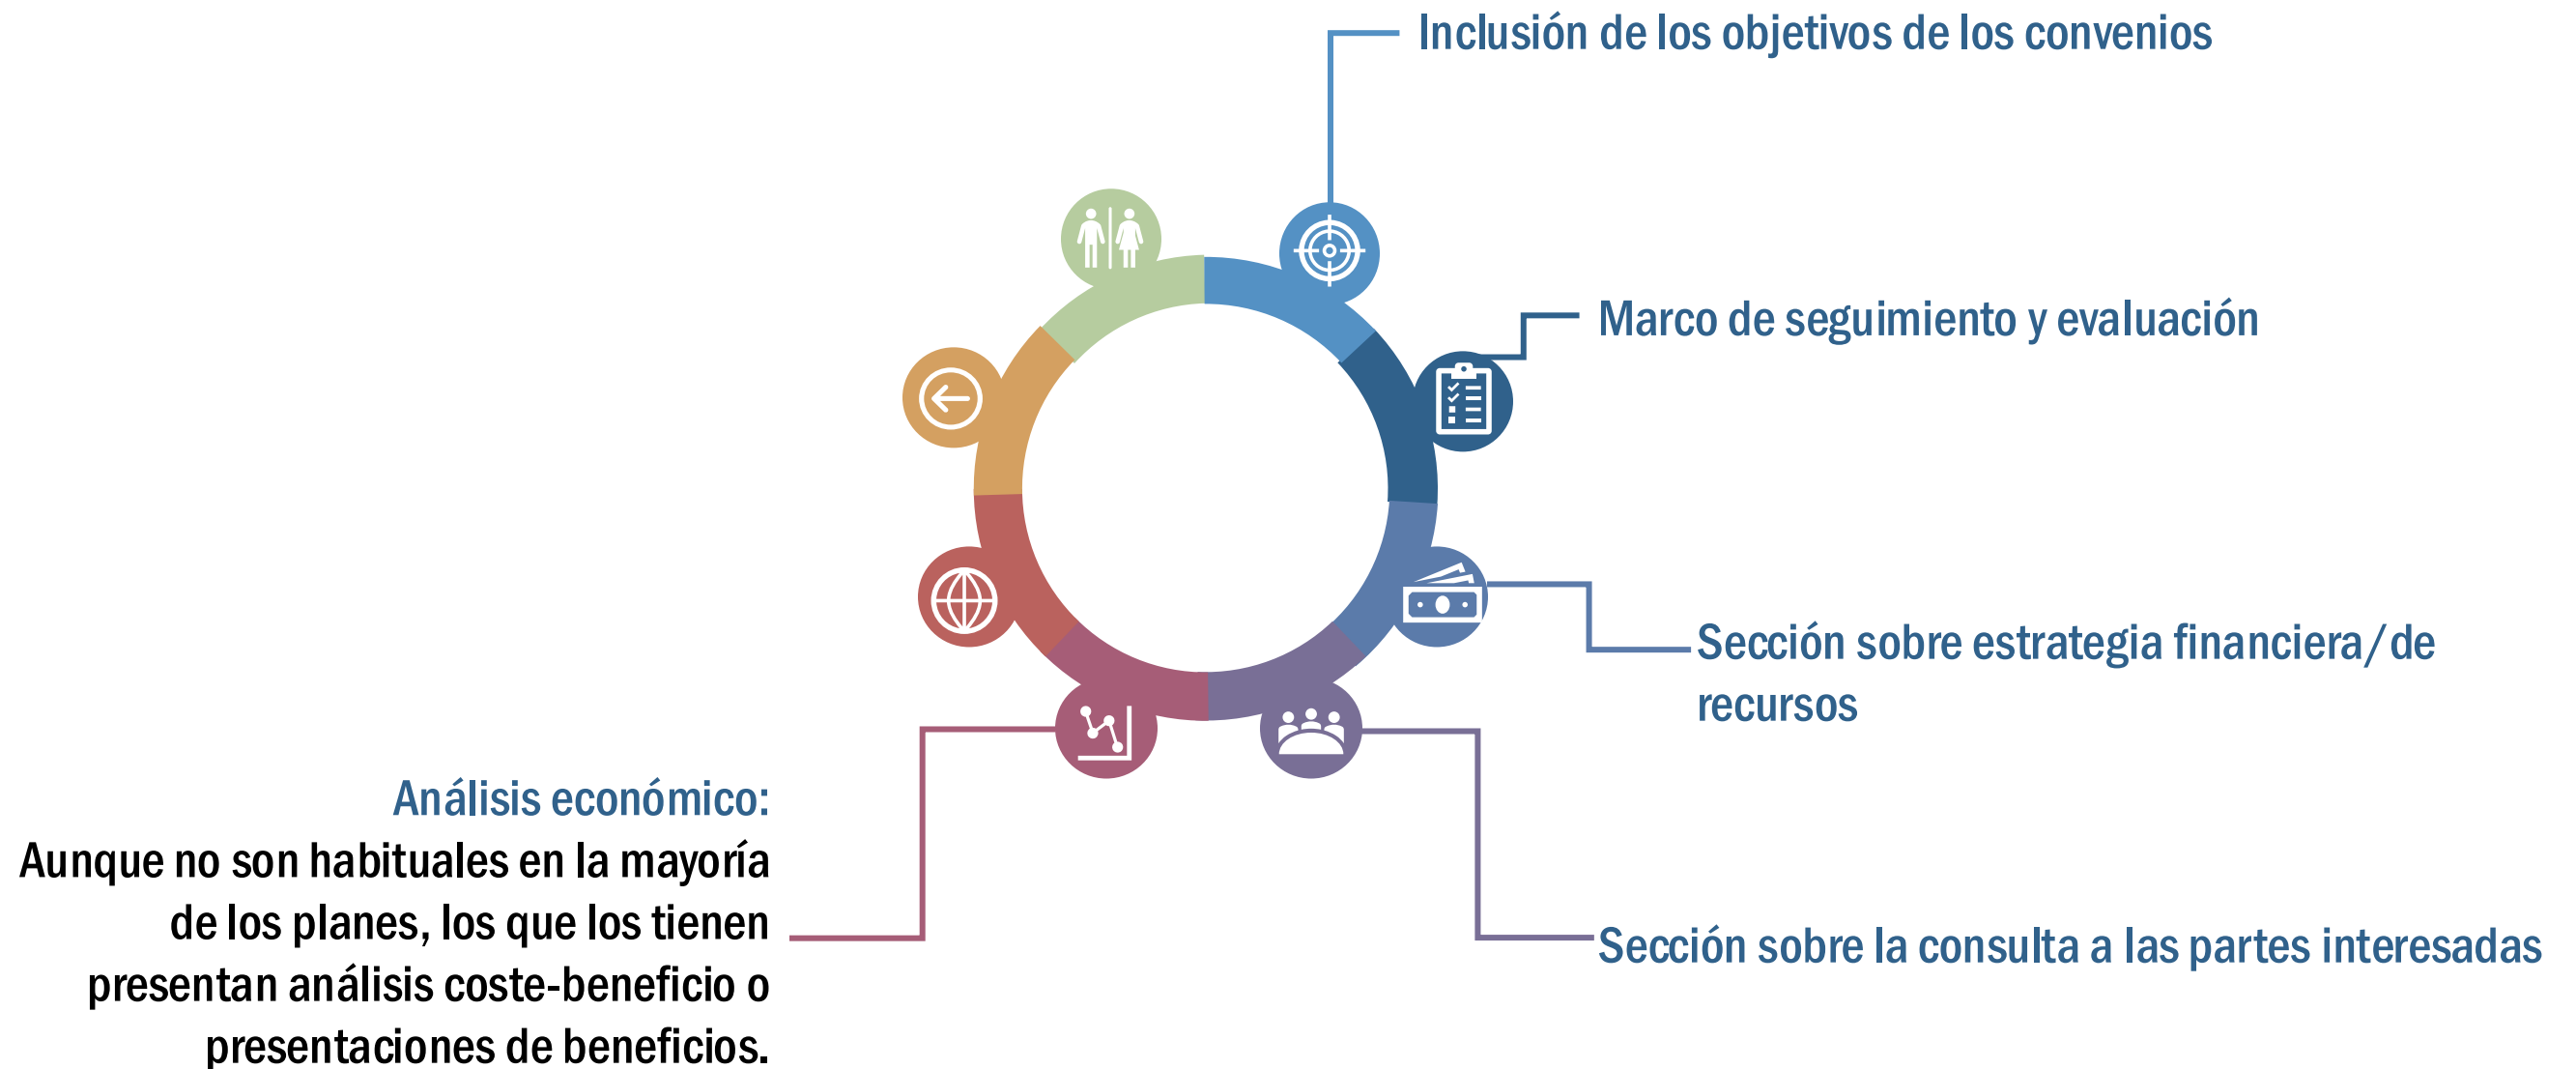 Inclusión de los objetivos de los convenios
Marco de seguimiento y evaluación
Sección sobre estrategia financiera/de
recursos
Sección sobre la consulta a las partes interesadas
Análisis económico:
Aunque no son habituales en la mayoría
de los planes, los que los tienen
presentan análisis coste-beneficio o
presentaciones de beneficios.